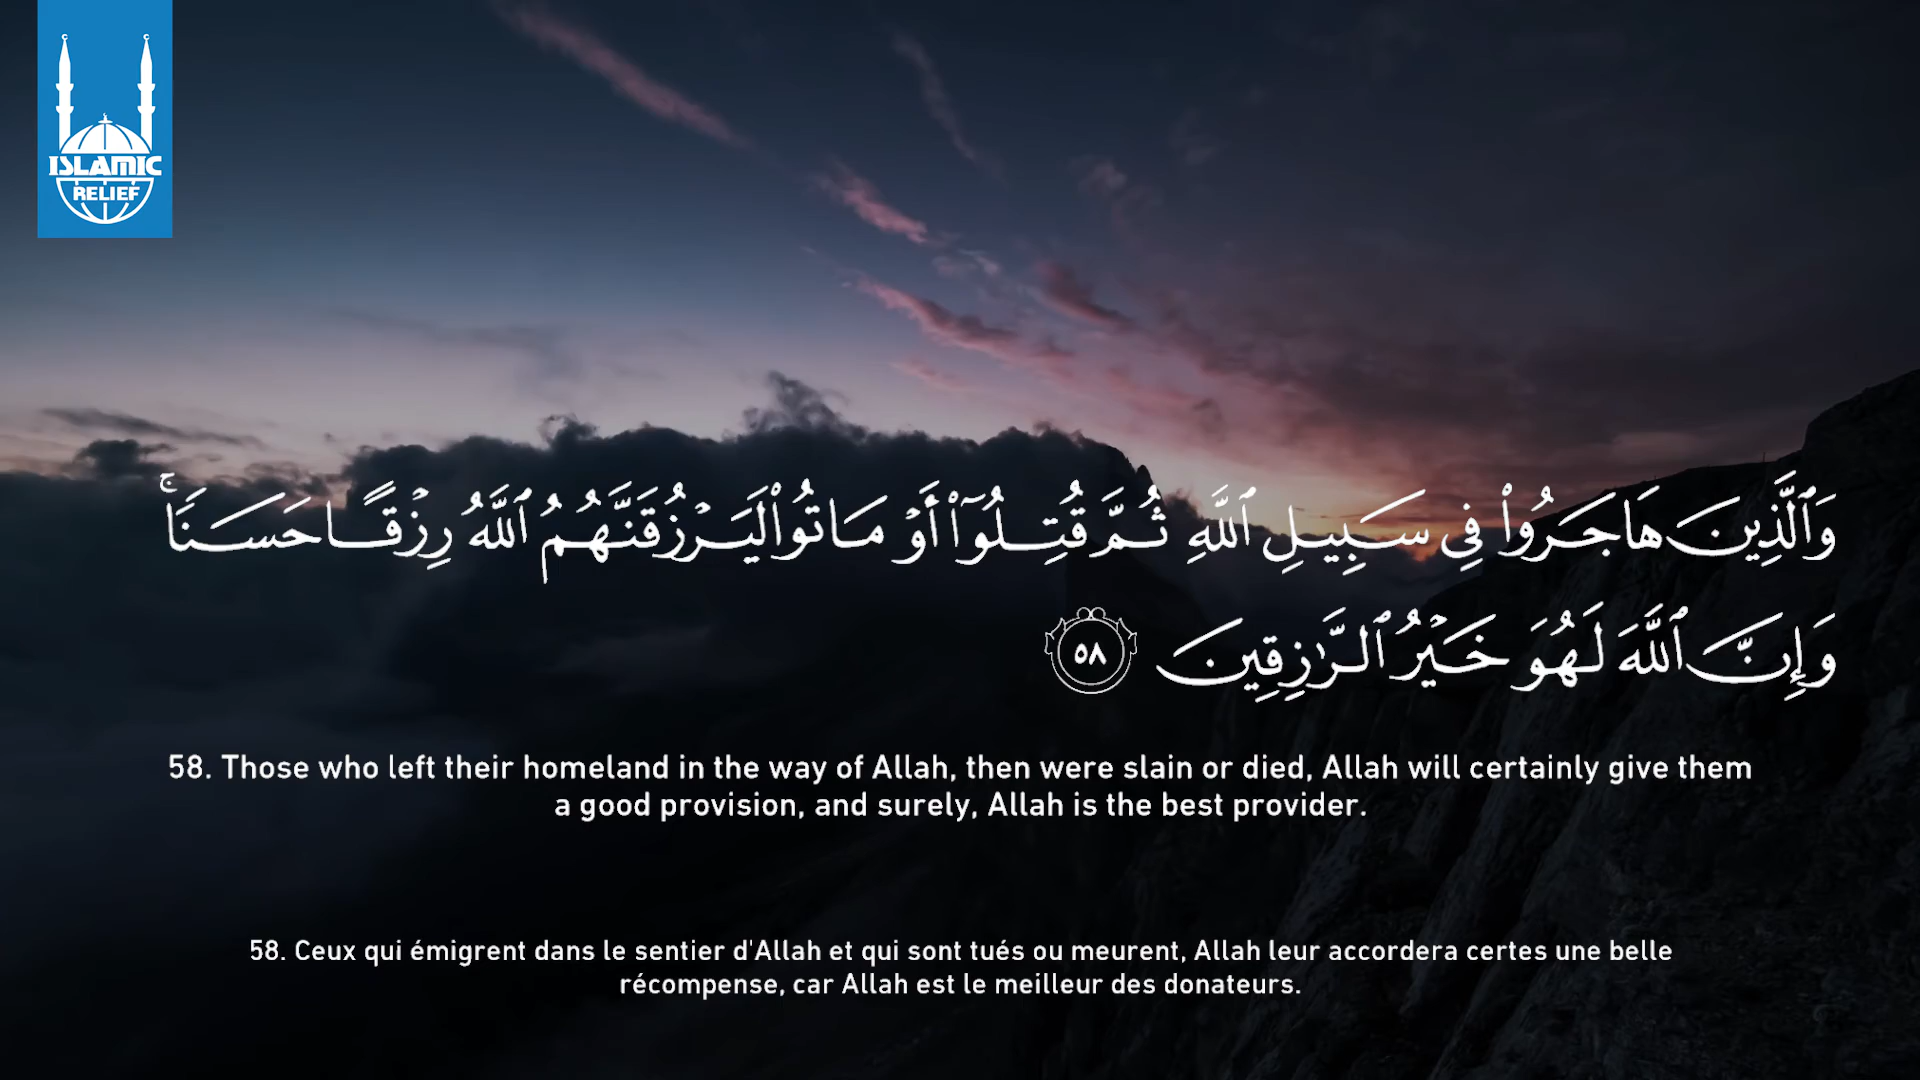 ISLAMIC
RELIEF
وَٱلَّذِينَ هَاجَرُوا۟ فِى سَبِيلِ ٱللَّهِ ثُمَّ قُتِلُوٓا۟ أَوْ مَاتُوا۟ لَيَرْزُقَنَّهُمُ ٱللَّهُ رِزْقًا حَسَنًۭا ۚ
وَإِنَّ ٱللَّهَ لَهُوَ خَيْرُ ٱلرَّٰزِقِينَ ٥٨
58. Those who left their homeland in the way of Allah, then were slain or died, Allah will certainly give them
a good provision, and surely, Allah is the best provider.
58. Ceux qui émigrent dans le sentier d'Allah et qui sont tués ou meurent, Allah leur accordera certes une belle
récompense, car Allah est le meilleur des donateurs.